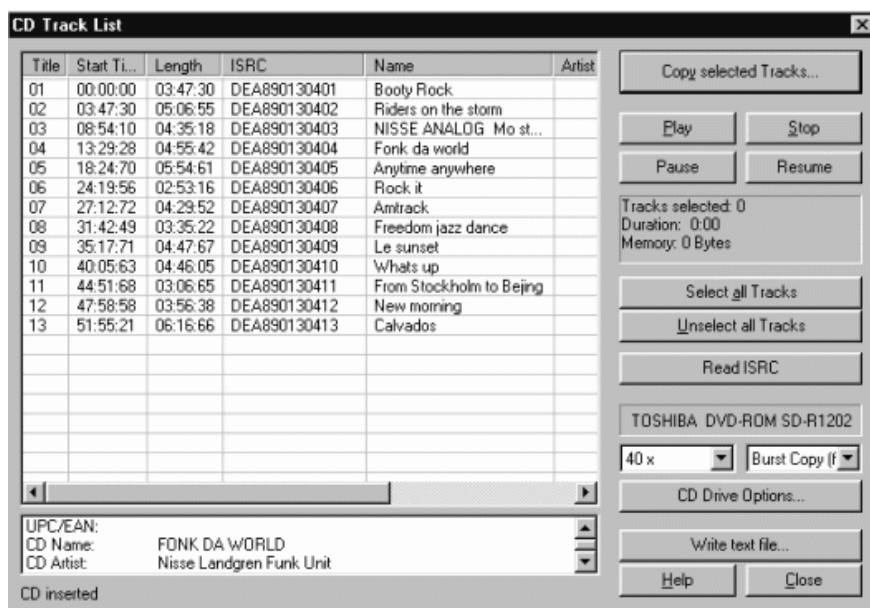 CD Track List
Title Start Ti... Length ISRC Name Artist
01 00:00:00 03:47:30 DEA890130401 Booty Rock
02 03:47:30 05:06:55 DEA890130402 Riders on the storm
03 08:54:10 04:35:18 DEA890130403 NISSE ANALOG Mo st...
04 13:29:28 04:55:42 DEA890130404 Fonk da world
05 18:24:70 05:54:61 DEA890130405 Anytime anywhere
06 24:19:56 02:53:16 DEA890130406 Rock it
07 27:12:72 04:29:52 DEA890130407 Amtrack
08 31:42:49 03:35:22 DEA890130408 Freedom jazz dance
09 35:17:71 04:47:67 DEA890130409 Le sunset
10 40:05:63 04:46:05 DEA890130410 Whats up
11 44:51:68 03:06:65 DEA890130411 From Stockholm to Bejing
12 47:58:58 03:56:38 DEA890130412 New morning
13 51:55:21 06:16:66 DEA890130413 Calvados
UPC/EAN:
CD Name: FONK DA WORLD
CD Artist: Nisse Landgren Funk Unit
CD inserted
Copy selected Tracks...
Play Stop
Pause Resume
Tracks selected: 0
Duration: 0:00
Memory: 0 Bytes
Select all Tracks
Unselect all Tracks
Read ISRC
TOSHIBA DVD-ROM SD-R1202
40 x Burst Copy (f
CD Drive Options...
Write text file...
Help Close